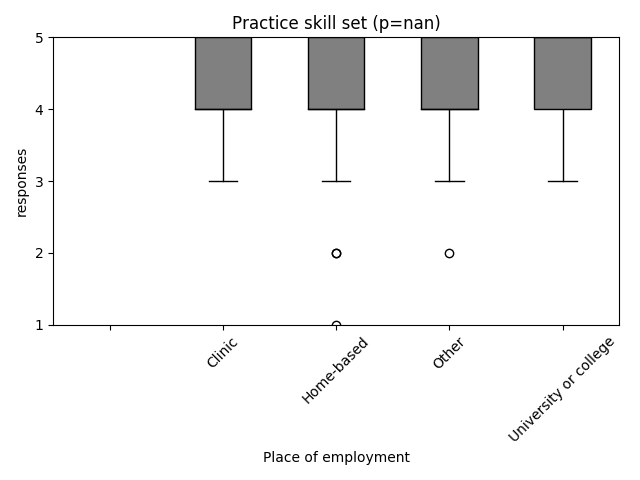 Practice skill set (p=nan)
5
4
3
2
1
responses
Clinic
Home-based
Other
University or college
Place of employment